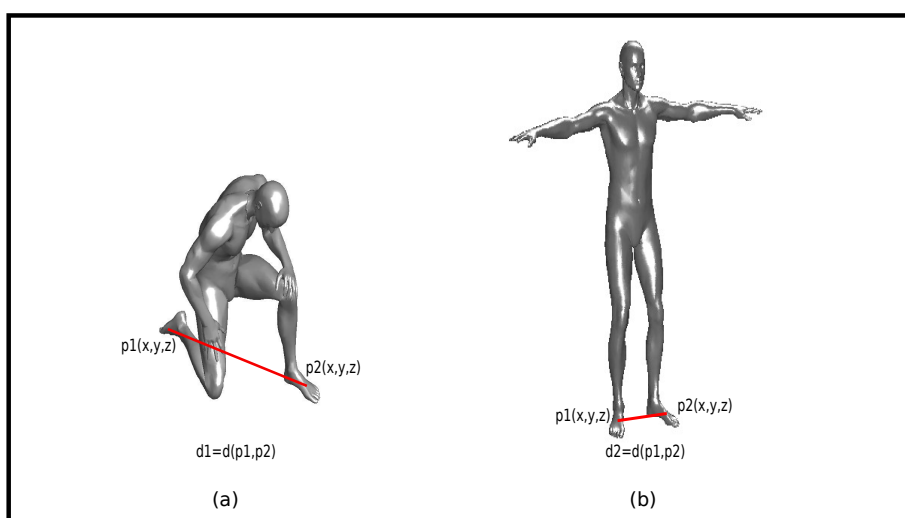 p1(x,y,z)
p2(x,y,z)
d1=d(p1,p2)
(a)
p1(x,y,z)
p2(x,y,z)
d2=d(p1,p2)
(b)